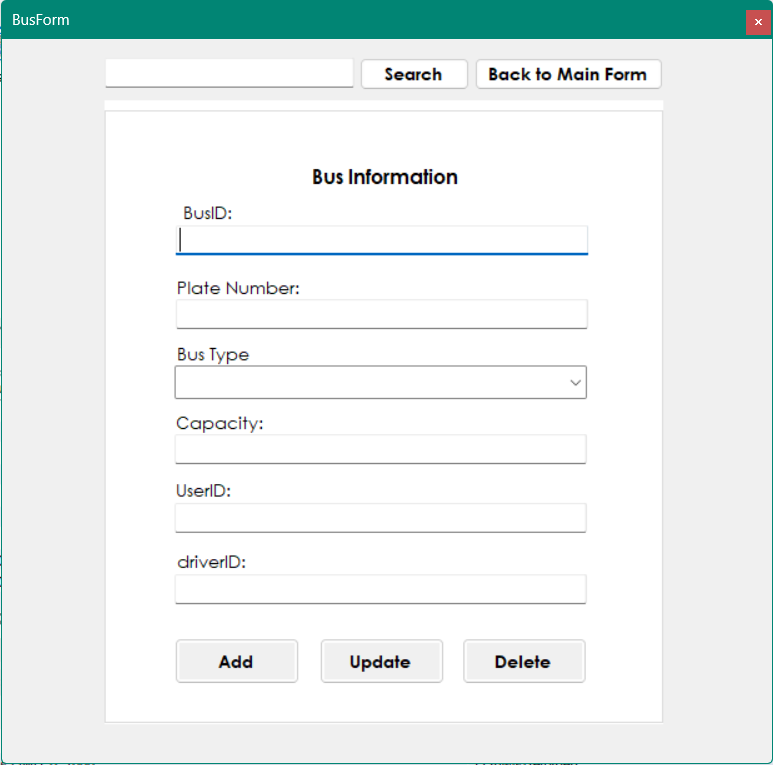 BusForm
Search Back to Main Form
Bus Information
BusID:
Plate Number:
Bus Type
Capacity:
UserID:
driverID:
Add Update Delete